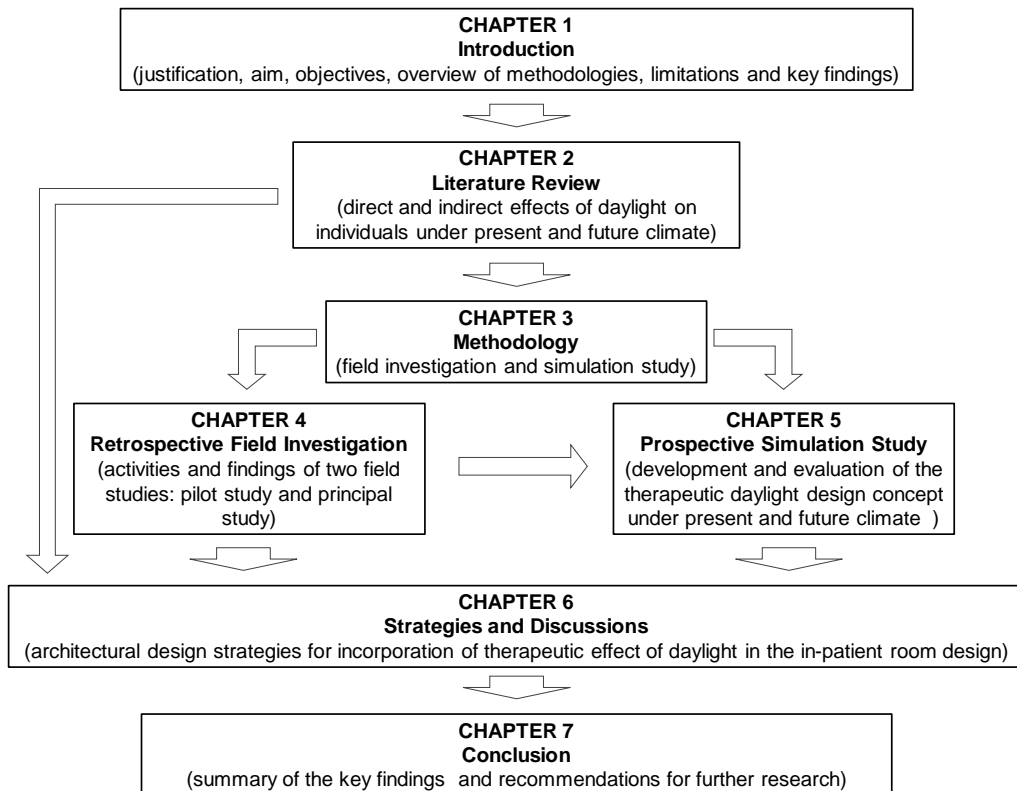 CHAPTER 1
Introduction
(justification, aim, objectives, overview of methodologies, limitations and key findings)
CHAPTER 2
Literature Review
(direct and indirect effects of daylight on
individuals under present and future climate)
CHAPTER 3
Methodology
(field investigation and simulation study)
CHAPTER 4
Retrospective Field Investigation
(activities and findings of two field
studies: pilot study and principal
study)
CHAPTER 5
Prospective Simulation Study
(development and evaluation of the
therapeutic daylight design concept
under present and future climate )
CHAPTER 6
Strategies and Discussions
(architectural design strategies for incorporation of therapeutic effect of daylight in the in-patient room design)
CHAPTER 7
Conclusion
(summary of the key findings and recommendations for further research)